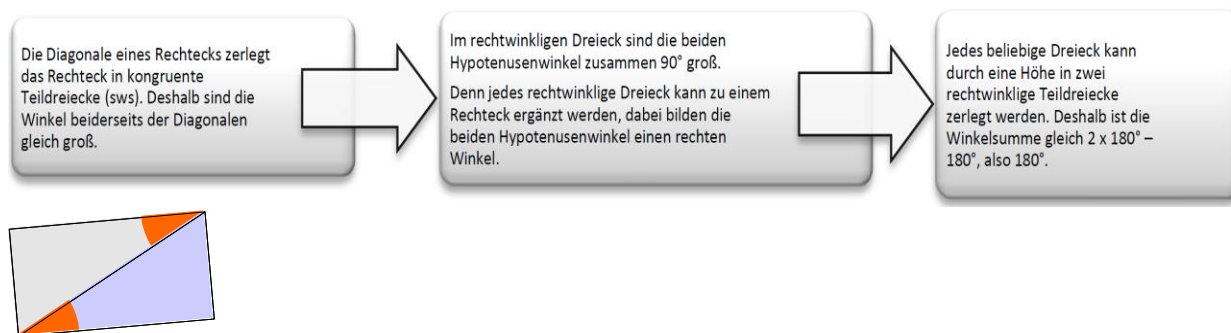 Die Diagonale eines Rechtecks zerlegt
das Rechteck in kongruente
Teildreiecke (sws). Deshalb sind die
Winkel beiderseits der Diagonalen
gleich groß.
Im rechtwinkligen Dreieck sind die beiden
Hypotenusenwinkel zusammen 90° groß.
Denn jedes rechtwinklige Dreieck kann zu einem
Rechteck ergänzt werden, dabei bilden die
beiden Hypotenusenwinkel einen rechten
Winkel.
Jedes beliebige Dreieck kann
durch eine Höhe in zwei
rechtwinklige Teildreiecke
zerlegt werden. Deshalb ist die
Winkelsumme gleich 2 x 180° –
180°, also 180°.